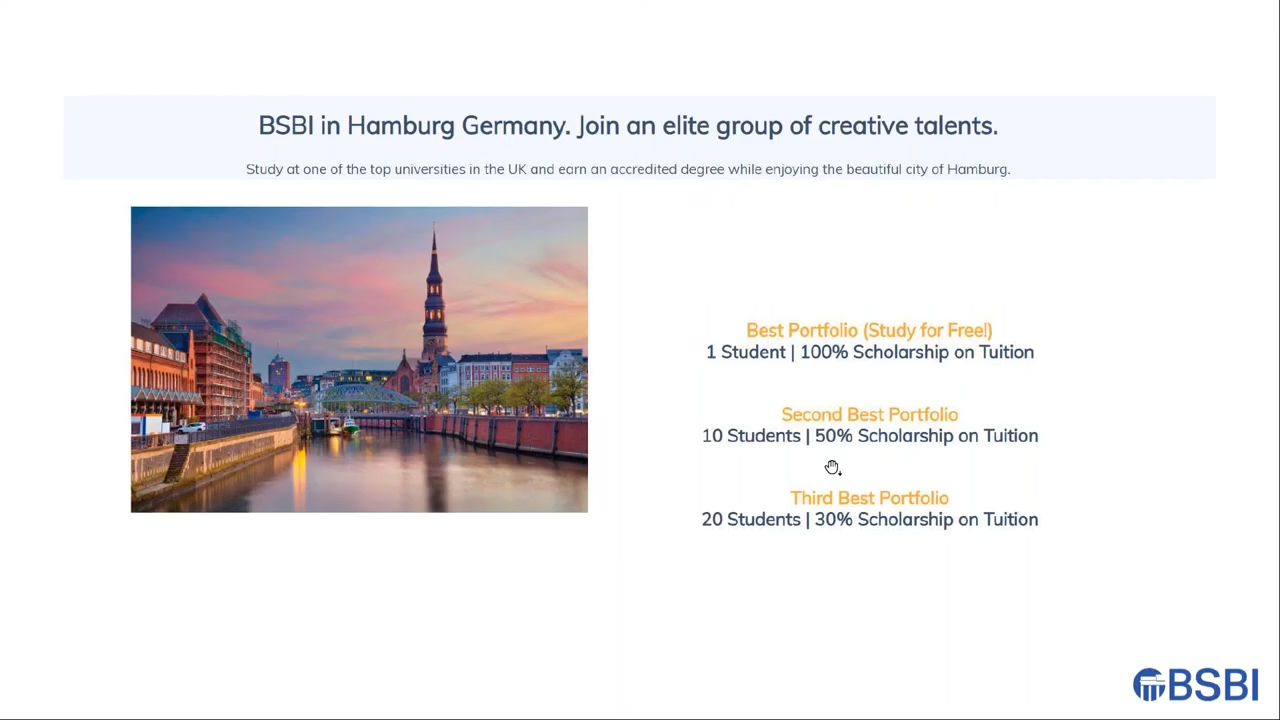 BSBI in Hamburg Germany. Join an elite group of creative talents.
Study at one of the top universities in the UK and earn an accredited degree while enjoying the beautiful city of Hamburg.
Best Portfolio (Study for Free!)
1 Student | 100% Scholarship on Tuition
Second Best Portfolio
10 Students | 50% Scholarship on Tuition
Third Best Portfolio
20 Students | 30% Scholarship on Tuition
BSBI